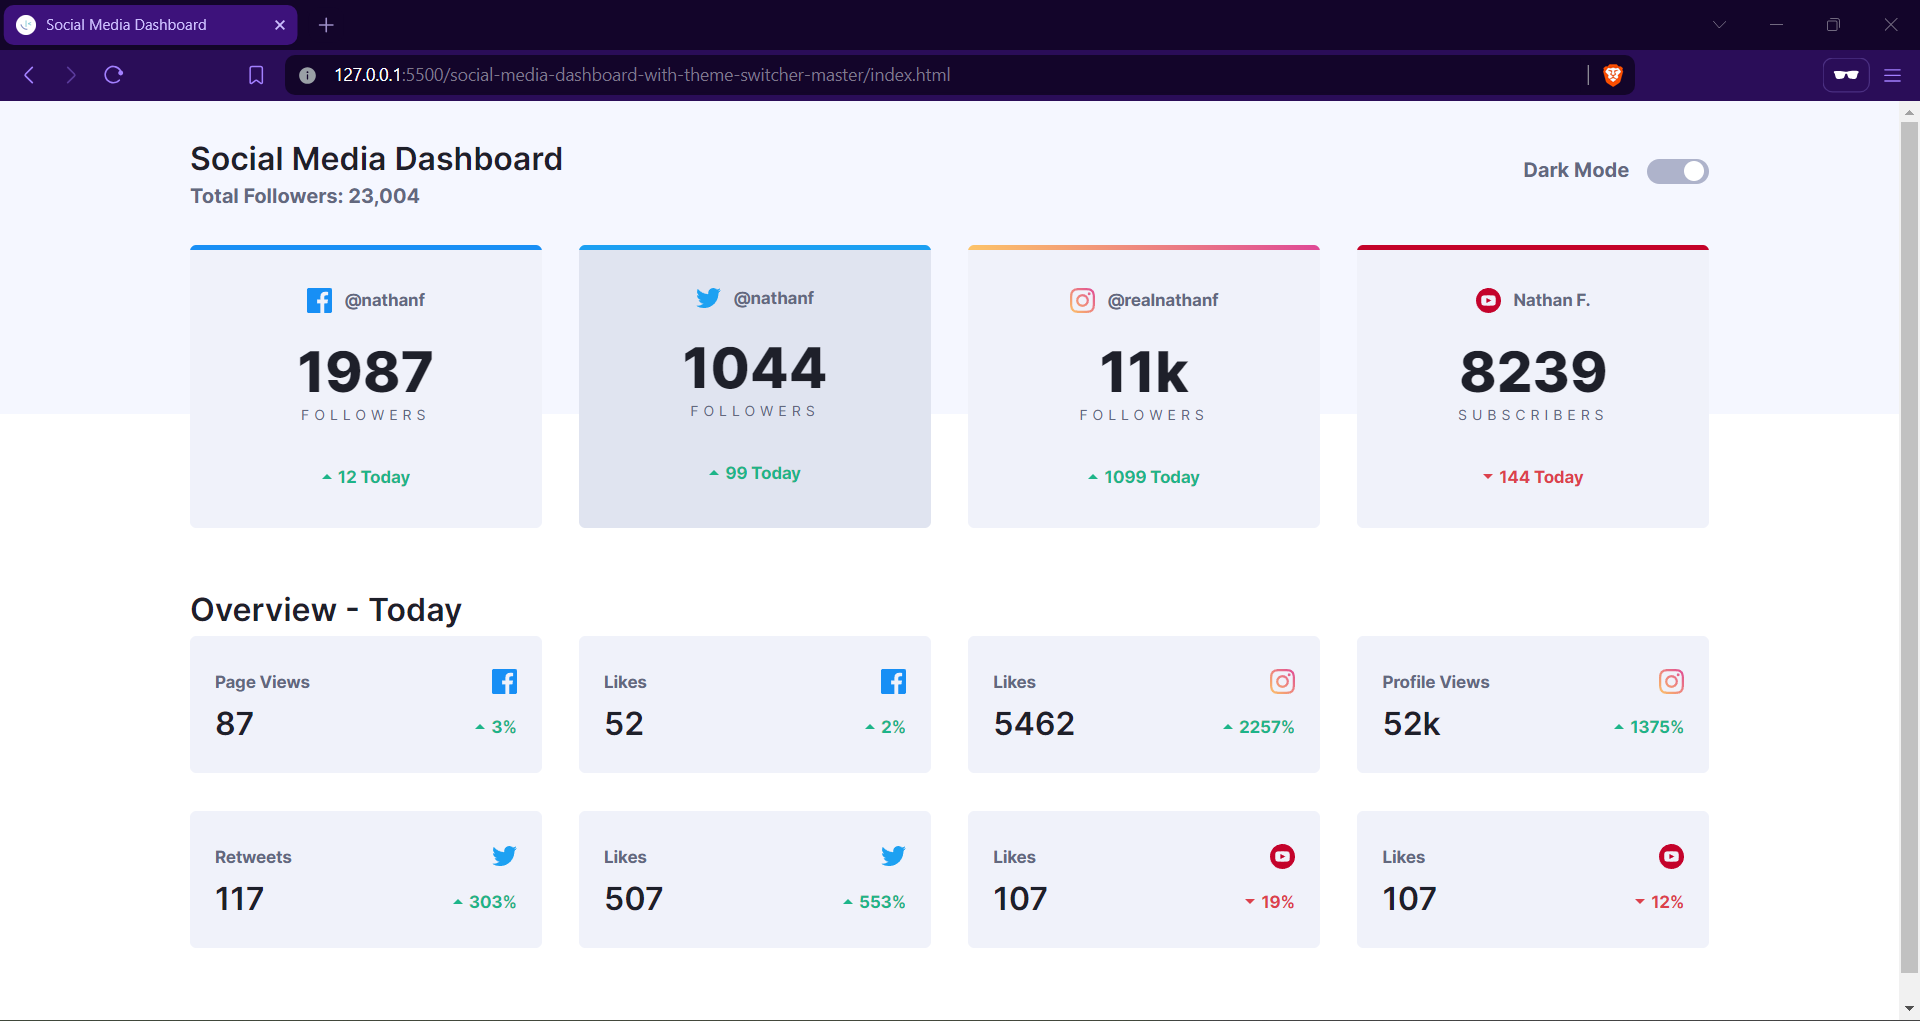 Social Media Dashboard
127.0.0.1:5500/social-media-dashboard-with-theme-switcher-master/index.html
Social Media Dashboard
Total Followers: 23,004
Dark Mode
@nathanf
1987
FOLLOWERS
12 Today
@nathanf
1044
FOLLOWERS
99 Today
@realnathanf
11k
FOLLOWERS
1099 Today
Nathan F.
8239
SUBSCRIBERS
144 Today
Overview - Today
Page Views
87
3%
Likes
52
2%
Likes
5462
2257%
Profile Views
52k
1375%
Retweets
117
303%
Likes
507
553%
Likes
107
19%
Likes
107
12%